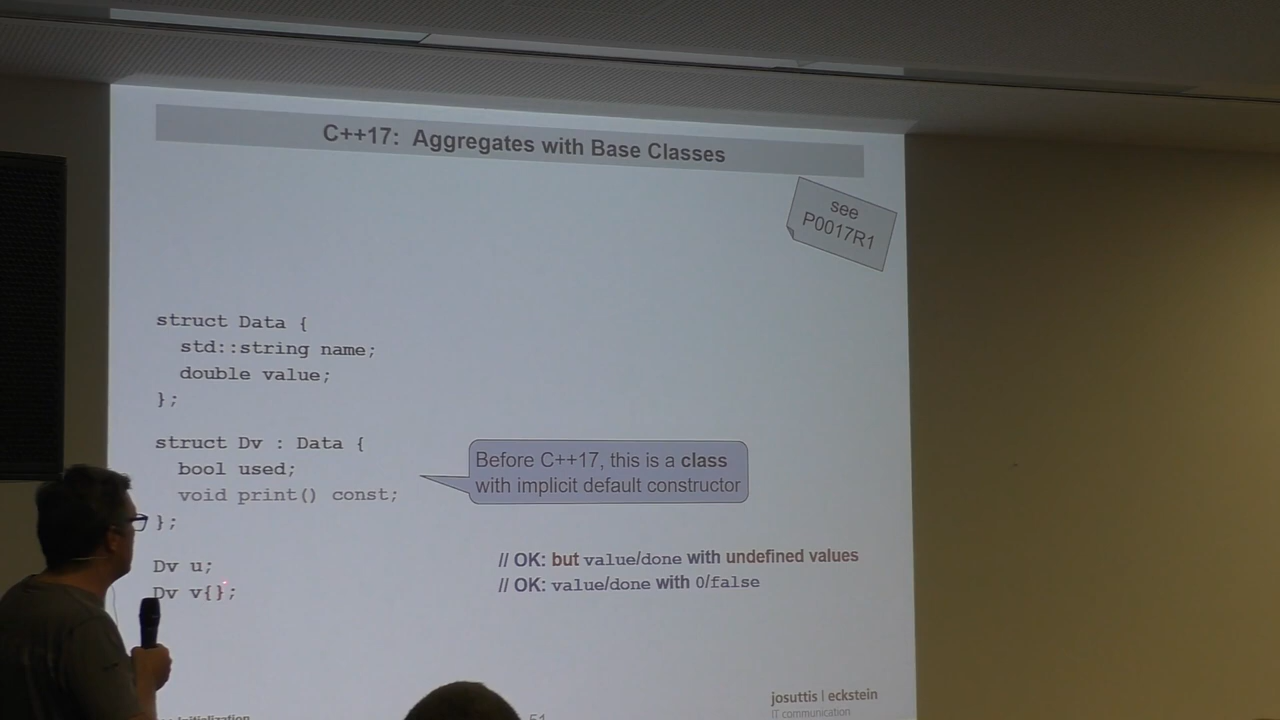 C++17: Aggregates with Base Classes
see
P0017R1
struct Data {
std::string name;
double value;
};
struct Dv : Data {
bool used;
void print() const;
};
Before C++17, this is a class
with implicit default constructor
Dv u; // OK: but value/done with undefined values
Dv v{}; // OK: value/done with 0/false
josuttis | eckstein
IT communication